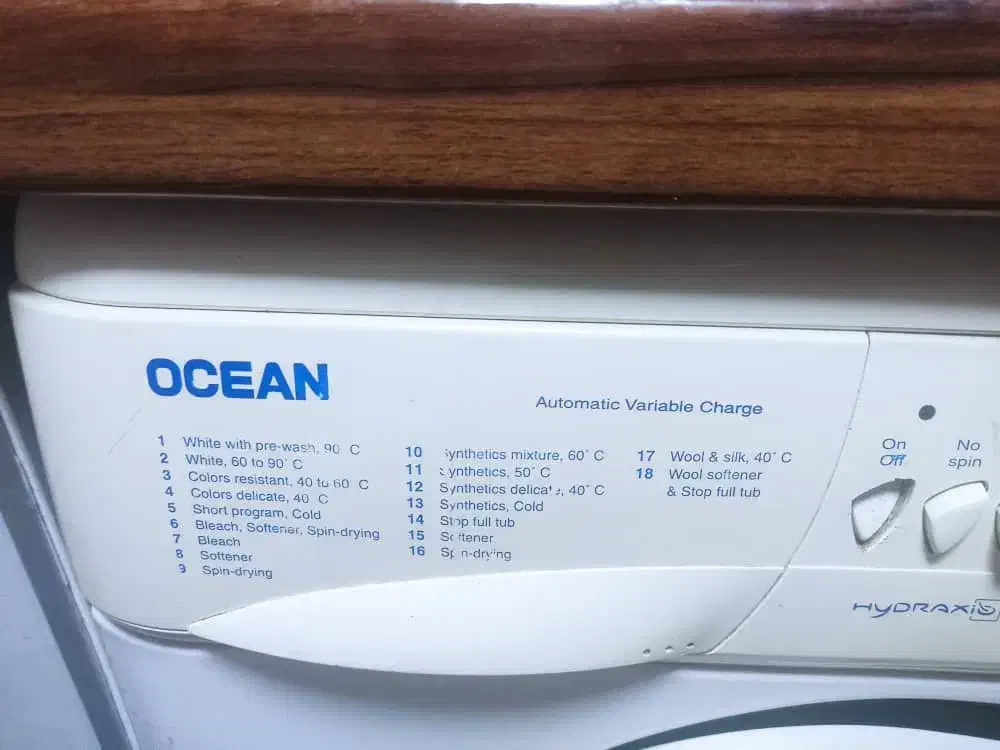 OCEAN
Automatic Variable Charge
1 White with pre-wash, 90 C
2 White, 60 to 90° C
3 Colors resistant, 40 to 60 C
4 Colors delicate, 40 C
5 Short program, Cold
6 Bleach, Softener, Spin-drying
7 Bleach
8 Softener
9 Spin-drying
10 Synthetics mixture, 60° C
11 Synthetics, 50° C
12 Synthetics delicate, 40° C
13 Synthetics, Cold
14 Stop full tub
15 Softener
16 Spin-drying
17 Wool & silk, 40° C
18 Wool softener
& Stop full tub
On
Off
No
spin
HYDRAXIS